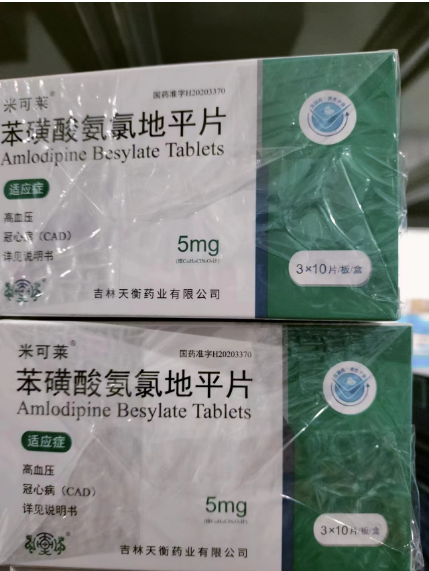 米可莱®
国药准字H20203370
苯磺酸氨氯地平片
Amlodipine Besylate Tablets
适应症
高血压
冠心病（CAD）
详见说明书
5mg
3×10片/板/盒
吉林天衡药业有限公司
米可莱®
国药准字H20203370
苯磺酸氨氯地平片
Amlodipine Besylate Tablets
适应症
高血压
冠心病（CAD）
详见说明书
5mg
3×10片/板/盒
吉林天衡药业有限公司